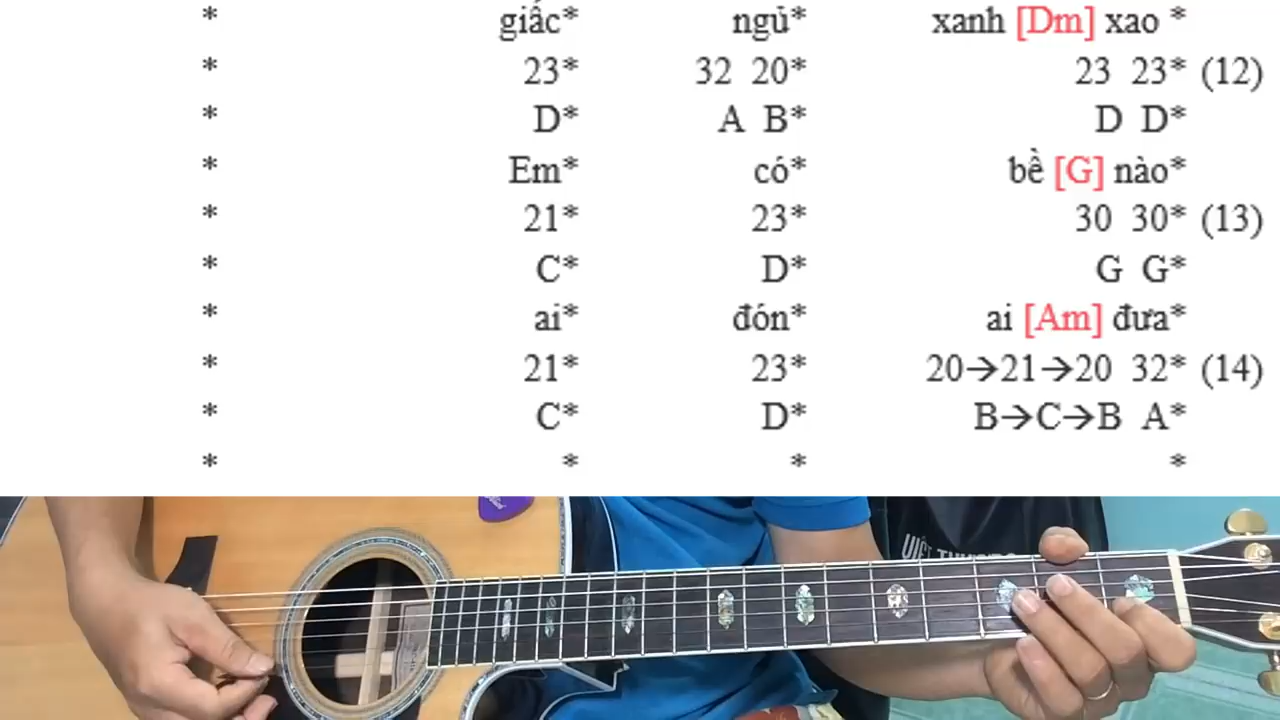 * giấc* ngủ* xanh [Dm] xao *
* 23* 32 20* 23 23* (12)
* D* A B* D D*
* Em* có* bề [G] nào*
* 21* 23* 30 30* (13)
* C* D* G G*
* ai* đón* ai [Am] đưa*
* 21* 23* 20→21→20 32* (14)
* C* D* B→C→B A*
* * * *